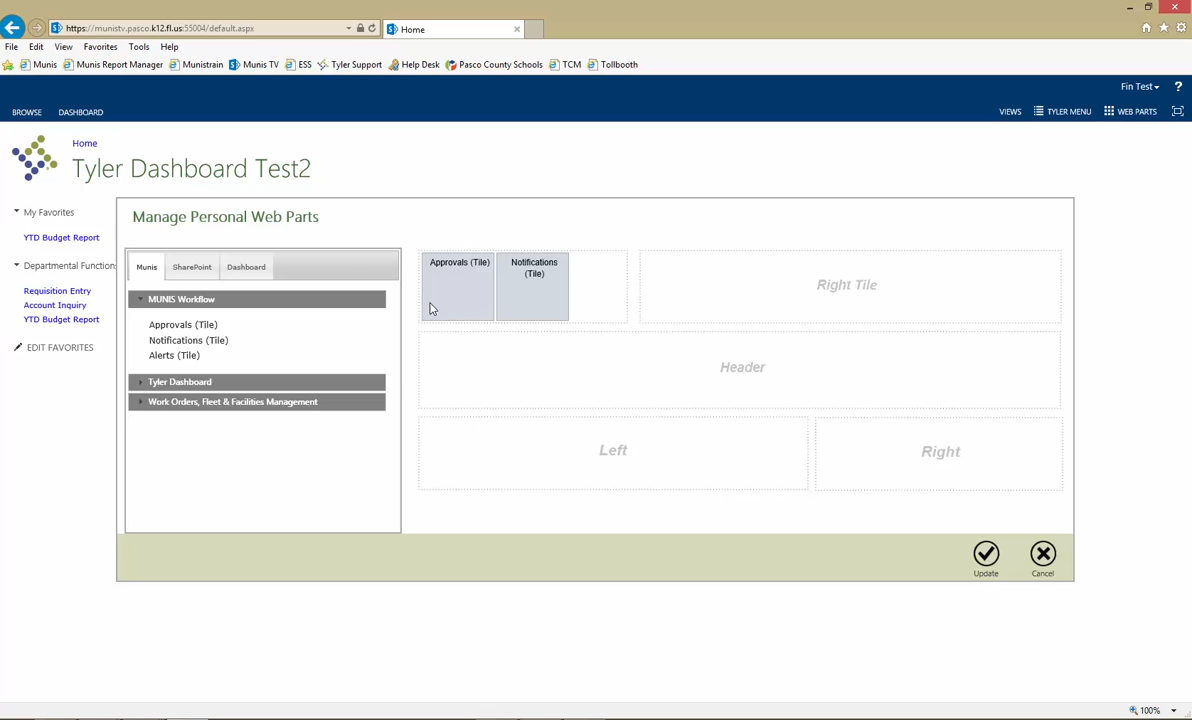 https://munistv.pasco.k12.fl.us:55004/default.aspx
Home
File Edit View Favorites Tools Help
Munis Munis Report Manager Munistrain Munis TV ESS Tyler Support Help Desk Pasco County Schools TCM Tollbooth
Fin Test ?
BROWSE DASHBOARD VIEWS TYLER MENU WEB PARTS
Home
Tyler Dashboard Test2
My Favorites
YTD Budget Report
Departmental Function
Requisition Entry
Account Inquiry
YTD Budget Report
EDIT FAVORITES
Manage Personal Web Parts
Munis SharePoint Dashboard
MUNIS Workflow
Approvals (Tile)
Notifications (Tile)
Alerts (Tile)
Tyler Dashboard
Work Orders, Fleet & Facilities Management
Approvals (Tile)
Notifications
(Tile)
Right Tile
Header
Left
Right
Update
Cancel
100%